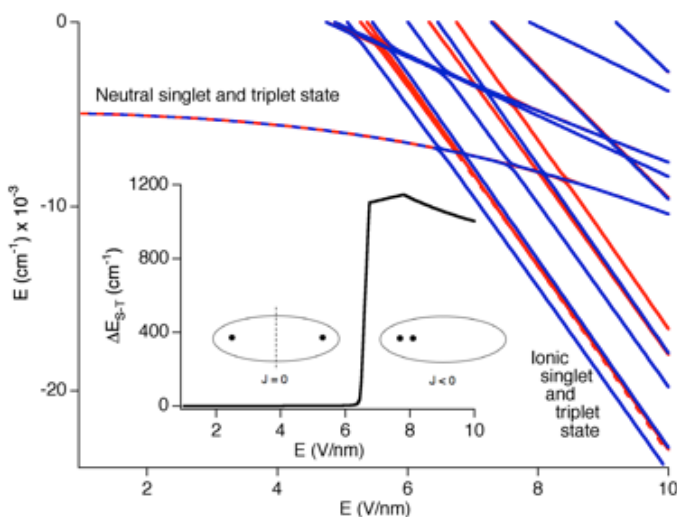 0
Neutral singlet and triplet state
E (cm⁻¹) x 10⁻³
-10
-20
1200
800
400
0
ΔE S-T (cm⁻¹)
J = 0
J < 0
2
4
6
8
10
E (V/nm)
Ionic
singlet
and
triplet
state
2
4
6
8
10
E (V/nm)